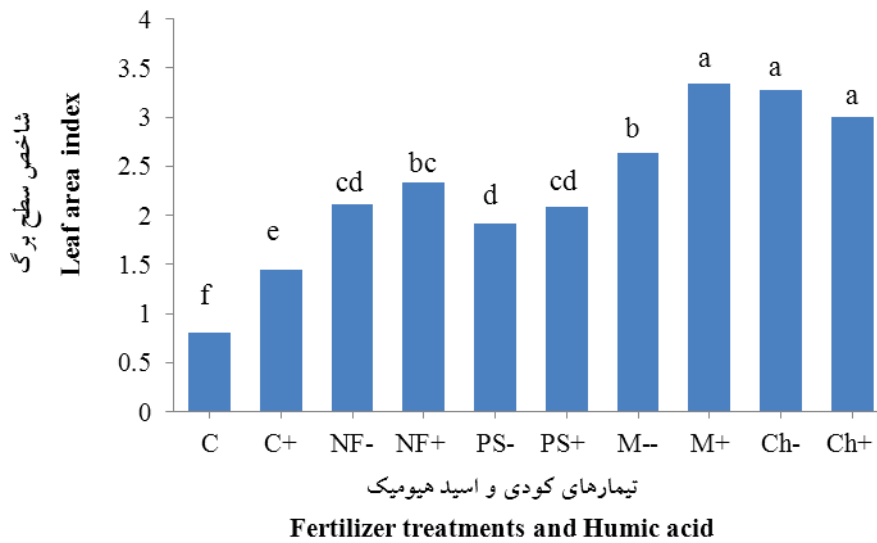 شاخص سطح برگ
Leaf area index
4
3.5
3
2.5
2
1.5
1
0.5
0
f
e
cd
bc
d
cd
b
a
a
a
C C+ NF- NF+ PS- PS+ M-- M+ Ch- Ch+
تیمارهای کودی و اسید هیومیک
Fertilizer treatments and Humic acid